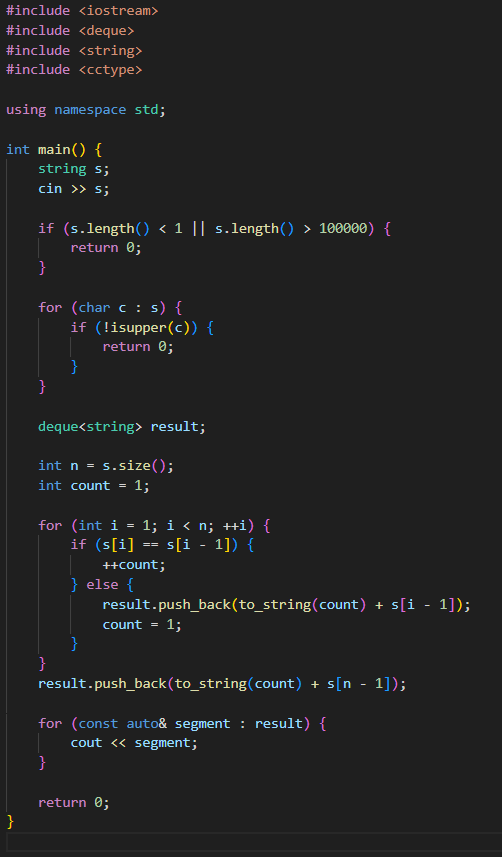 #include <iostream>
#include <deque>
#include <string>
#include <cctype>

using namespace std;

int main() {
    string s;
    cin >> s;

    if (s.length() < 1 || s.length() > 100000) {
        return 0;
    }

    for (char c : s) {
        if (!isupper(c)) {
            return 0;
        }
    }

    deque<string> result;

    int n = s.size();
    int count = 1;

    for (int i = 1; i < n; ++i) {
        if (s[i] == s[i - 1]) {
            ++count;
        } else {
            result.push_back(to_string(count) + s[i - 1]);
            count = 1;
        }
    }
    result.push_back(to_string(count) + s[n - 1]);

    for (const auto& segment : result) {
        cout << segment;
    }

    return 0;
}